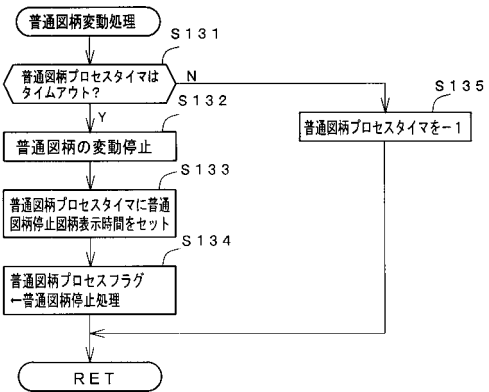 普通図柄変動処理
S131
普通図柄プロセスタイマは
タイムアウト?
N
Y
S132
普通図柄の変動停止
S135
普通図柄プロセスタイマを－1
S133
普通図柄プロセスタイマに普通
図柄停止図柄表示時間をセット
S134
普通図柄プロセスフラグ
←普通図柄停止処理
RET